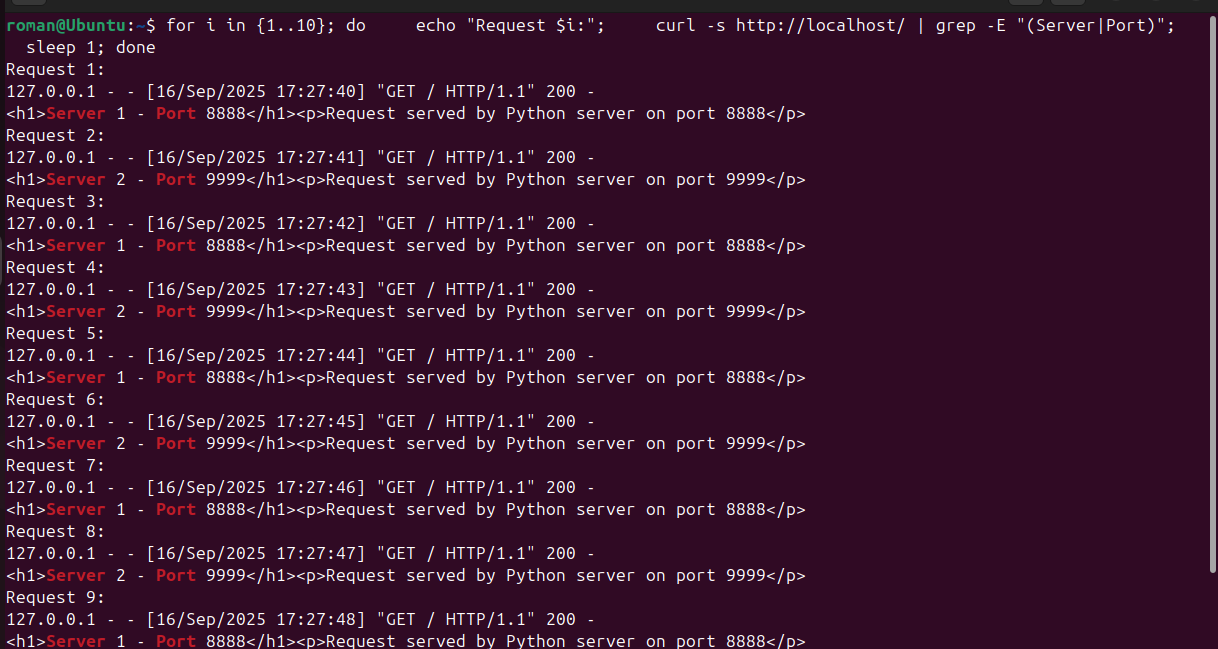 roman@Ubuntu:~$ for i in {1..10}; do     echo "Request $i:";     curl -s http://localhost/ | grep -E "(Server|Port)";
  sleep 1; done
Request 1:
127.0.0.1 - - [16/Sep/2025 17:27:40] "GET / HTTP/1.1" 200 -
<h1>Server 1 - Port 8888</h1><p>Request served by Python server on port 8888</p>
Request 2:
127.0.0.1 - - [16/Sep/2025 17:27:41] "GET / HTTP/1.1" 200 -
<h1>Server 2 - Port 9999</h1><p>Request served by Python server on port 9999</p>
Request 3:
127.0.0.1 - - [16/Sep/2025 17:27:42] "GET / HTTP/1.1" 200 -
<h1>Server 1 - Port 8888</h1><p>Request served by Python server on port 8888</p>
Request 4:
127.0.0.1 - - [16/Sep/2025 17:27:43] "GET / HTTP/1.1" 200 -
<h1>Server 2 - Port 9999</h1><p>Request served by Python server on port 9999</p>
Request 5:
127.0.0.1 - - [16/Sep/2025 17:27:44] "GET / HTTP/1.1" 200 -
<h1>Server 1 - Port 8888</h1><p>Request served by Python server on port 8888</p>
Request 6:
127.0.0.1 - - [16/Sep/2025 17:27:45] "GET / HTTP/1.1" 200 -
<h1>Server 2 - Port 9999</h1><p>Request served by Python server on port 9999</p>
Request 7:
127.0.0.1 - - [16/Sep/2025 17:27:46] "GET / HTTP/1.1" 200 -
<h1>Server 1 - Port 8888</h1><p>Request served by Python server on port 8888</p>
Request 8:
127.0.0.1 - - [16/Sep/2025 17:27:47] "GET / HTTP/1.1" 200 -
<h1>Server 2 - Port 9999</h1><p>Request served by Python server on port 9999</p>
Request 9:
127.0.0.1 - - [16/Sep/2025 17:27:48] "GET / HTTP/1.1" 200 -
<h1>Server 1 - Port 8888</h1><p>Request served by Python server on port 8888</p>